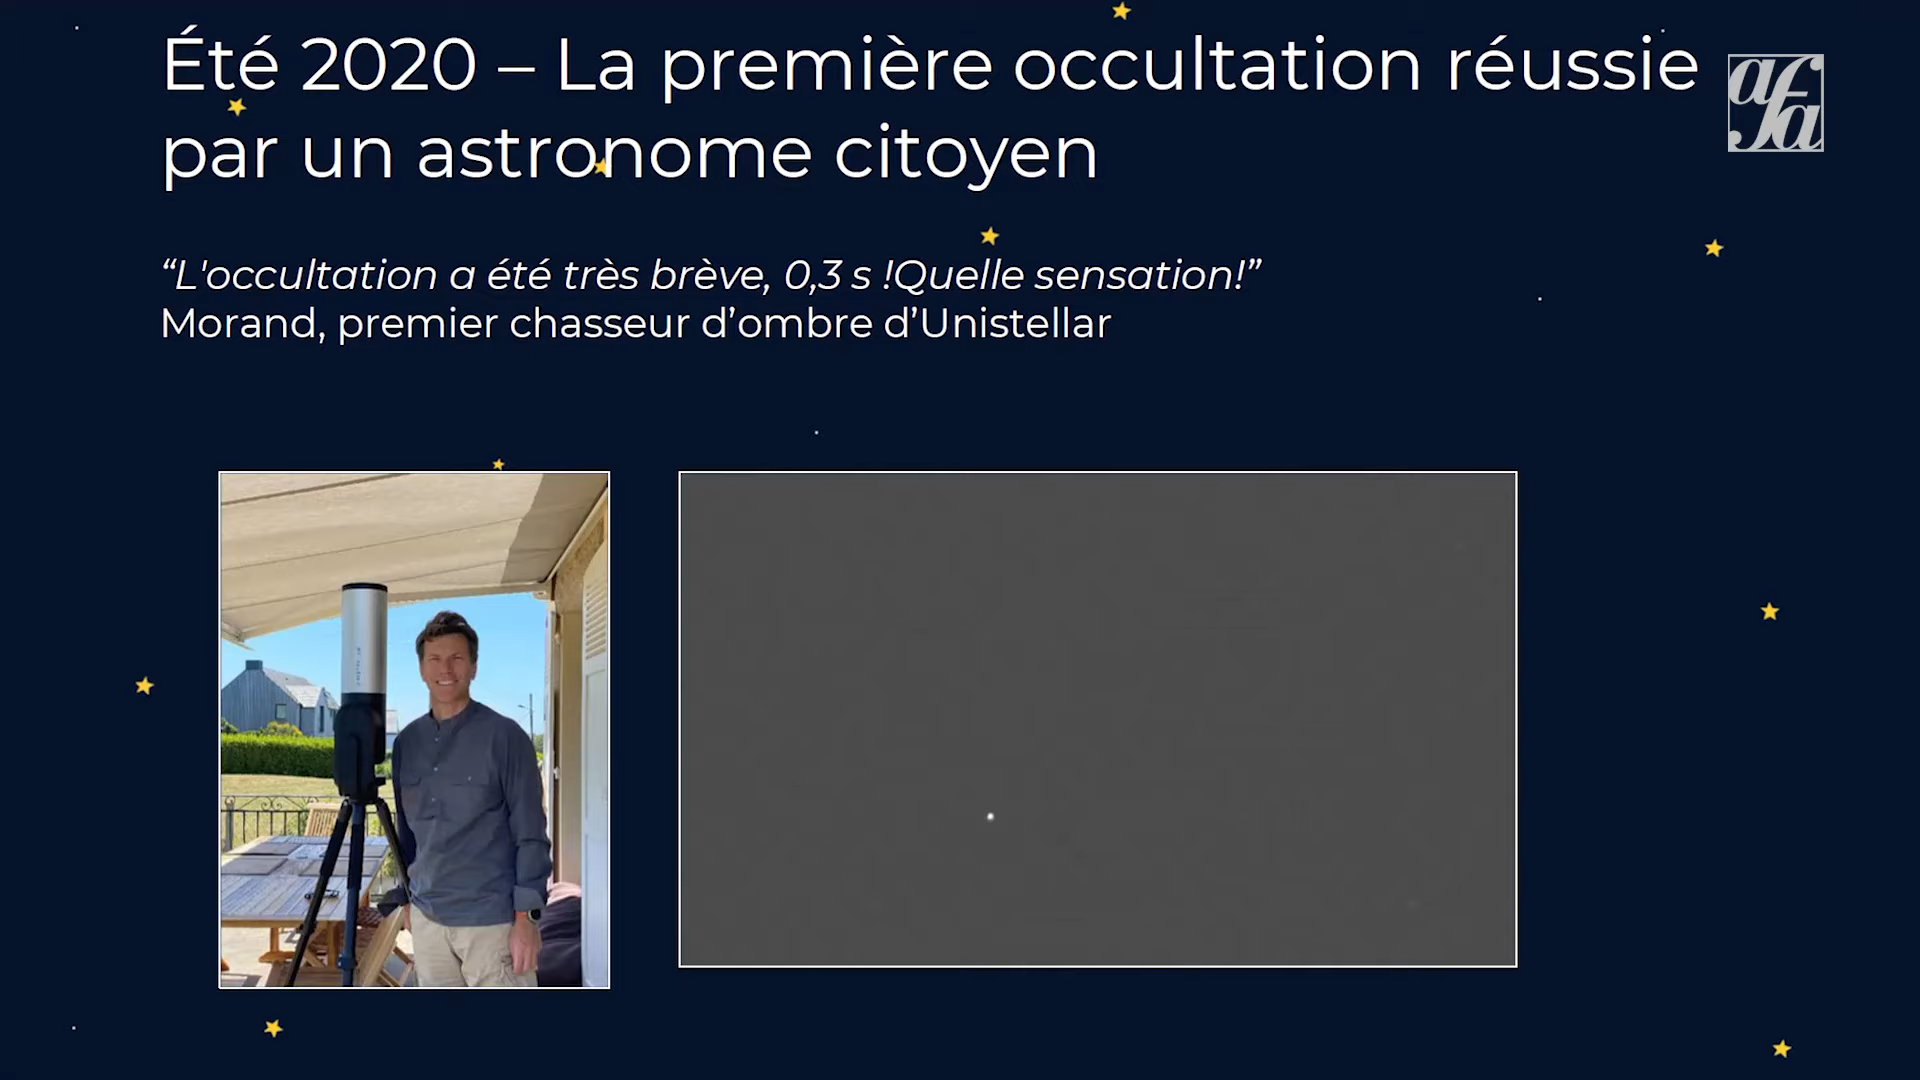 Été 2020 – La première occultation réussie
par un astronome citoyen
afa
“L'occultation a été très brève, 0,3 s !Quelle sensation!”
Morand, premier chasseur d’ombre d’Unistellar